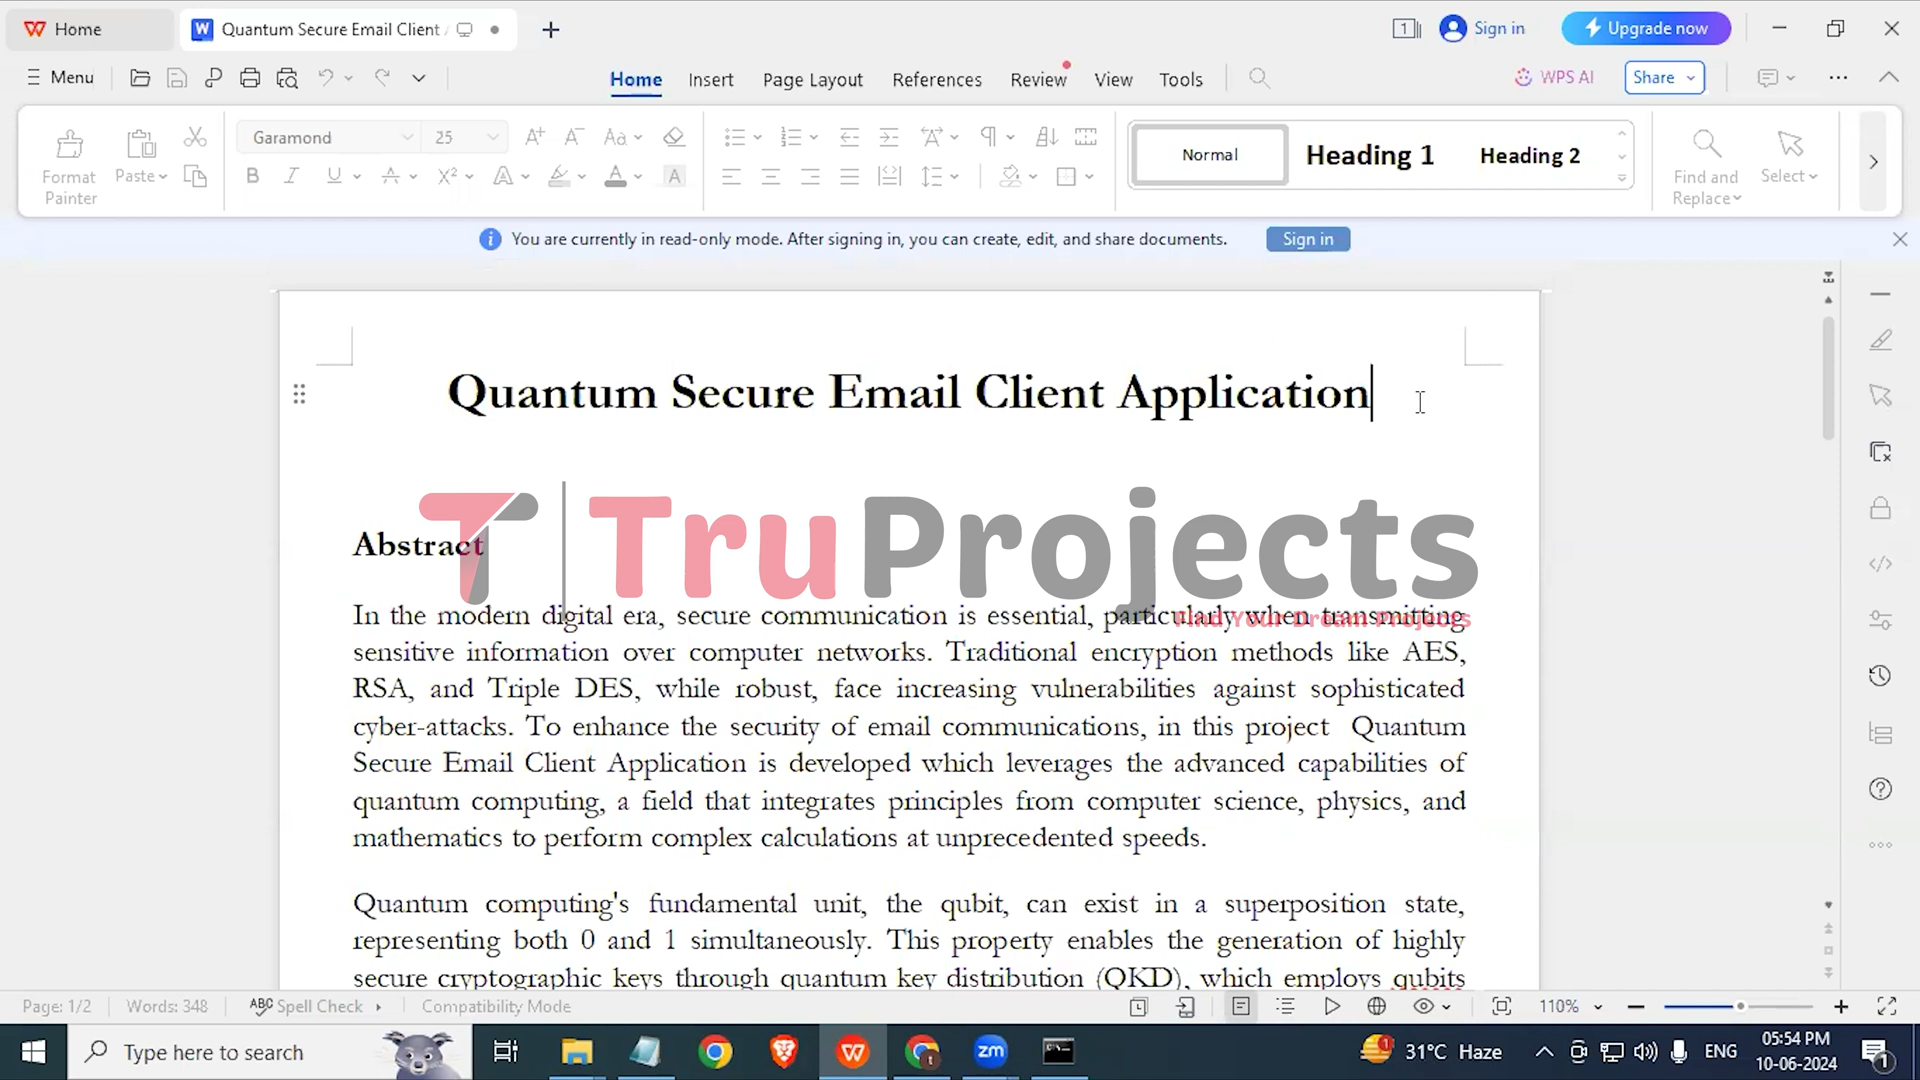 Home
Quantum Secure Email Client
Sign in
Upgrade now
Menu
Home Insert Page Layout References Review View Tools
WPS AI
Share
Format Painter
Paste
Garamond
25
Normal
Heading 1
Heading 2
Find and Replace
Select
You are currently in read-only mode. After signing in, you can create, edit, and share documents.
Sign in
Quantum Secure Email Client Application
TruProjects
Find Your Dream Projects
Abstract
In the modern digital era, secure communication is essential, particularly when transmitting
sensitive information over computer networks. Traditional encryption methods like AES,
RSA, and Triple DES, while robust, face increasing vulnerabilities against sophisticated
cyber-attacks. To enhance the security of email communications, in this project Quantum
Secure Email Client Application is developed which leverages the advanced capabilities of
quantum computing, a field that integrates principles from computer science, physics, and
mathematics to perform complex calculations at unprecedented speeds.
Quantum computing's fundamental unit, the qubit, can exist in a superposition state,
representing both 0 and 1 simultaneously. This property enables the generation of highly
secure cryptographic keys through quantum key distribution (QKD), which employs qubits
Page: 1/2 Words: 348 Spell Check Compatibility Mode
110%
Type here to search
31°C Haze
ENG
05:54 PM
10-06-2024